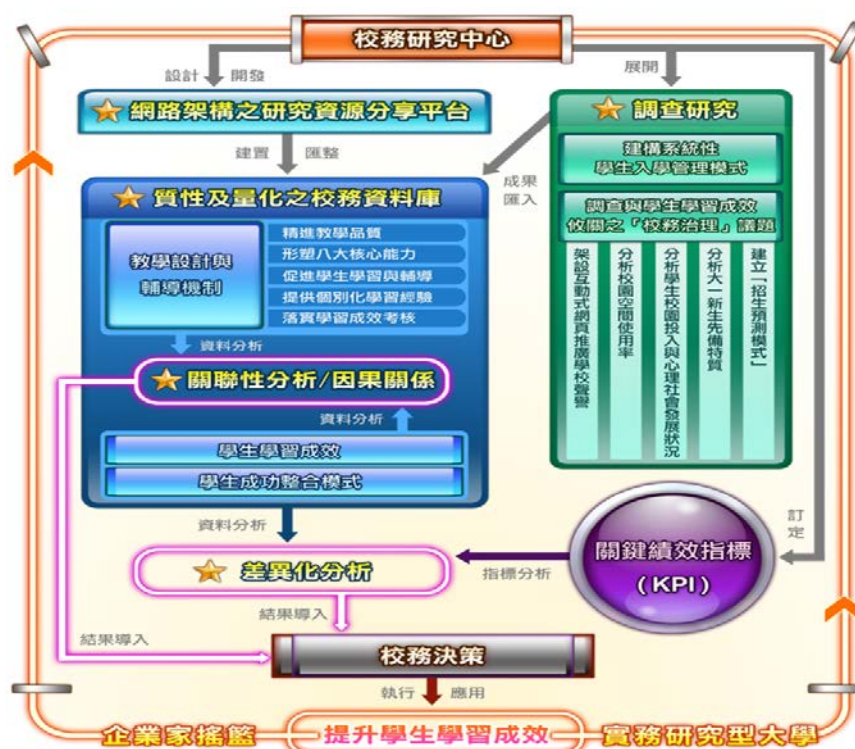 校務研究中心
設計 開發
展開
網路架構之研究資源分享平台
建置 匯整
調查研究
建構系統性
學生入學管理模式
調查與學生學習成效
攸關之「校務治理」議題
架設互動式網頁推廣學校聲譽
分析校園空間使用率
分析學生校園投入與心理社會發展狀況
分析大一新生先備特質
建立「招生預測模式」
成果
匯入
質性及量化之校務資料庫
教學設計與
輔導機制
精進教學品質
形塑八大核心能力
促進學生學習與輔導
提供個別化學習經驗
落實學習成效考核
資料分析
關聯性分析/因果關係
資料分析
學生學習成效
學生成功整合模式
資料分析
訂定
關鍵績效指標
(KPI)
指標分析
差異化分析
結果導入
結果導入
校務決策
執行 應用
企業家搖籃
提升學生學習成效
實務研究型大學